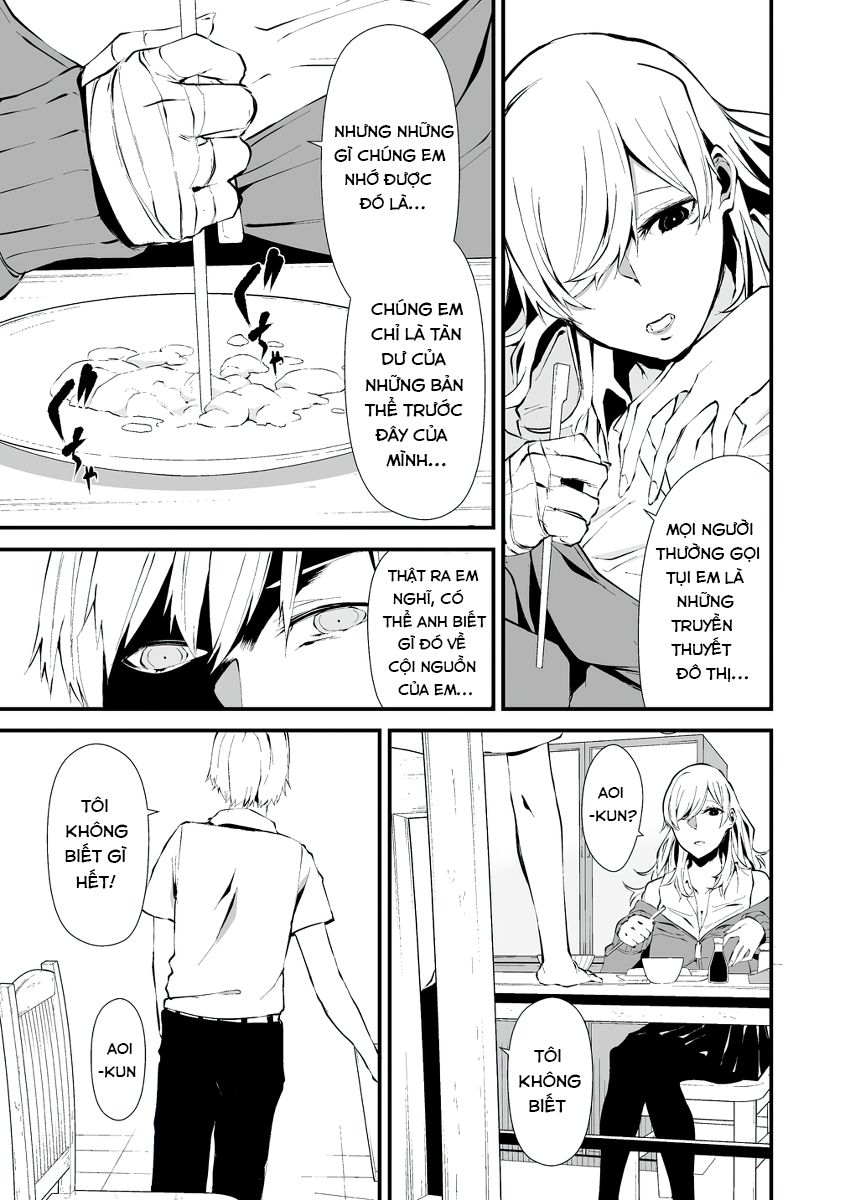 MỌI NGƯỜI
THƯỜNG GỌI
TỤI EM LÀ
NHỮNG
TRUYỀN
THUYẾT
ĐÔ THỊ...
NHƯNG NHỮNG
GÌ CHÚNG EM
NHỚ ĐƯỢC
ĐÓ LÀ...
CHÚNG EM
CHỈ LÀ TÀN
DƯ CỦA
NHỮNG BẢN
THỂ TRƯỚC
ĐÂY CỦA
MÌNH...
THẬT RA EM
NGHĨ, CÓ
THỂ ANH BIẾT
GÌ ĐÓ VỀ
CỘI NGUỒN
CỦA EM...
AOI
-KUN?
TÔI
KHÔNG
BIẾT
TÔI
KHÔNG
BIẾT GÌ
HẾT!
AOI
-KUN